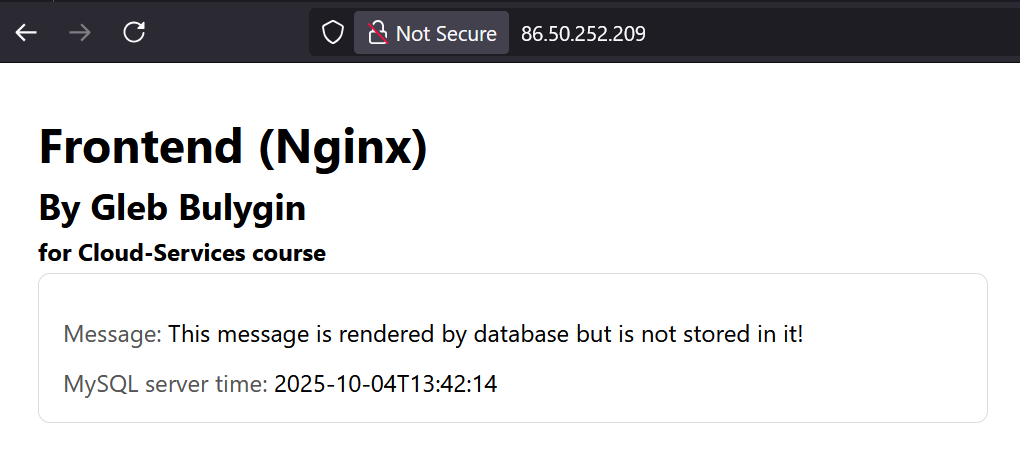 Not Secure 86.50.252.209
Frontend (Nginx)
By Gleb Bulygin
for Cloud-Services course
Message: This message is rendered by database but is not stored in it!
MySQL server time: 2025-10-04T13:42:14